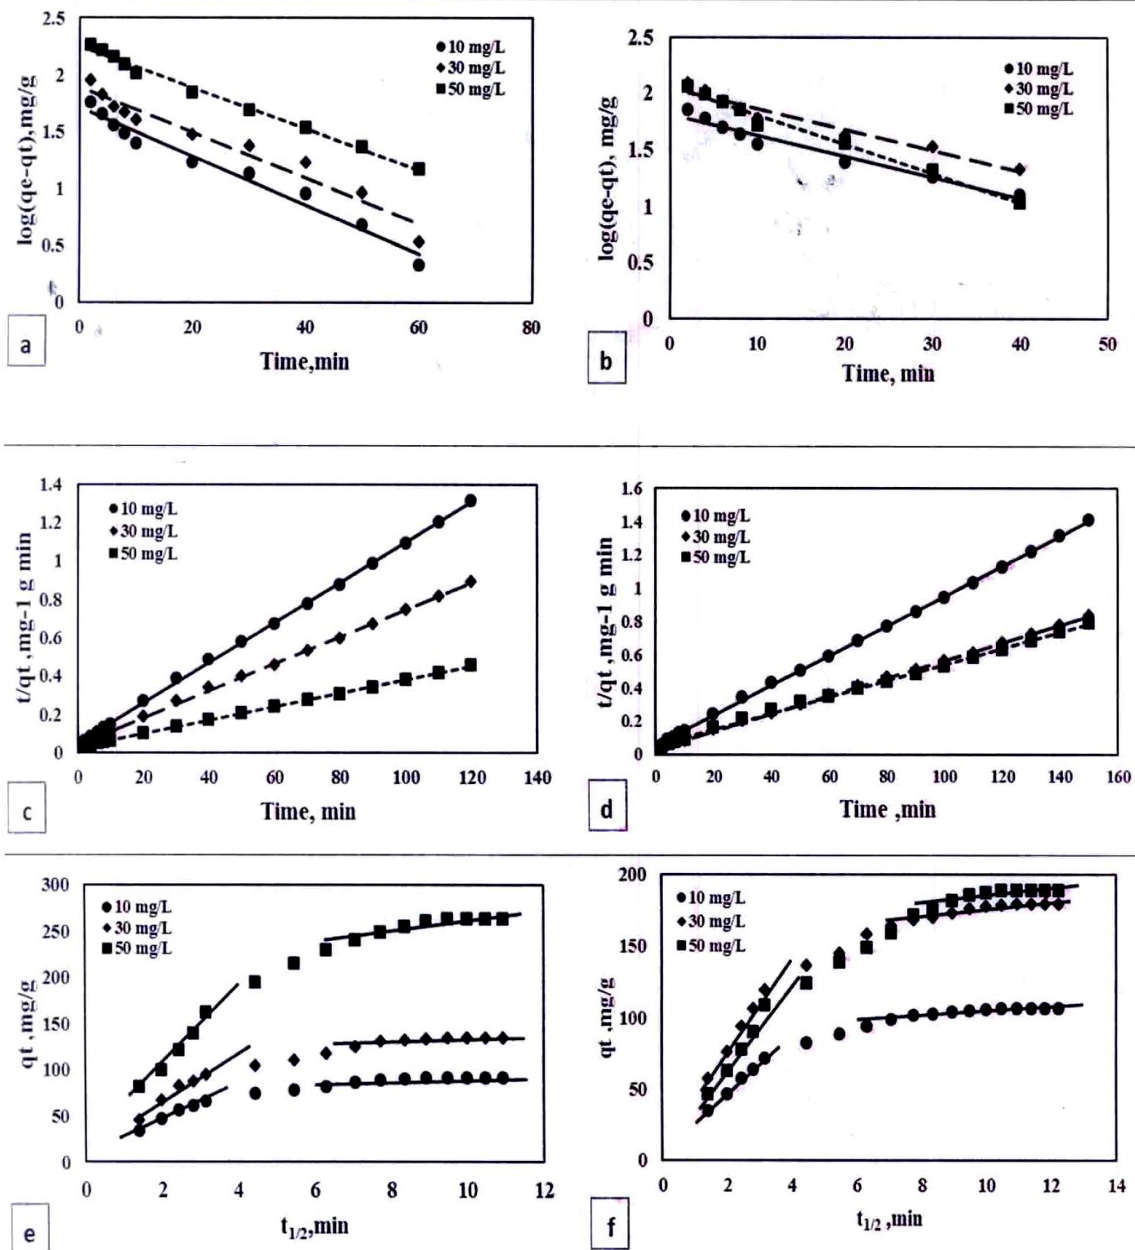 2.5
2
1.5
1
0.5
0
log(qe-qt),mg/g
10 mg/L
30 mg/L
50 mg/L
0 20 40 60 80
Time,min
a
2.5
2
1.5
1
0.5
0
log(qe-qt), mg/g
10 mg/L
30 mg/L
50 mg/L
0 10 20 30 40 50
Time, min
b
1.4
1.2
1
0.8
0.6
0.4
0.2
0
t/qt ,mg-1 g min
10 mg/L
30 mg/L
50 mg/L
0 20 40 60 80 100 120 140
Time, min
c
1.6
1.4
1.2
1
0.8
0.6
0.4
0.2
0
t/qt ,mg-1 g min
10 mg/L
30 mg/L
50 mg/L
0 20 40 60 80 100 120 140 160
Time ,min
d
300
250
200
150
100
50
0
qt ,mg/g
10 mg/L
30 mg/L
50 mg/L
0 2 4 6 8 10 12
t1/2,min
e
200
150
100
50
0
qt ,mg/g
10 mg/L
30 mg/L
50 mg/L
0 2 4 6 8 10 12 14
t1/2 ,min
f